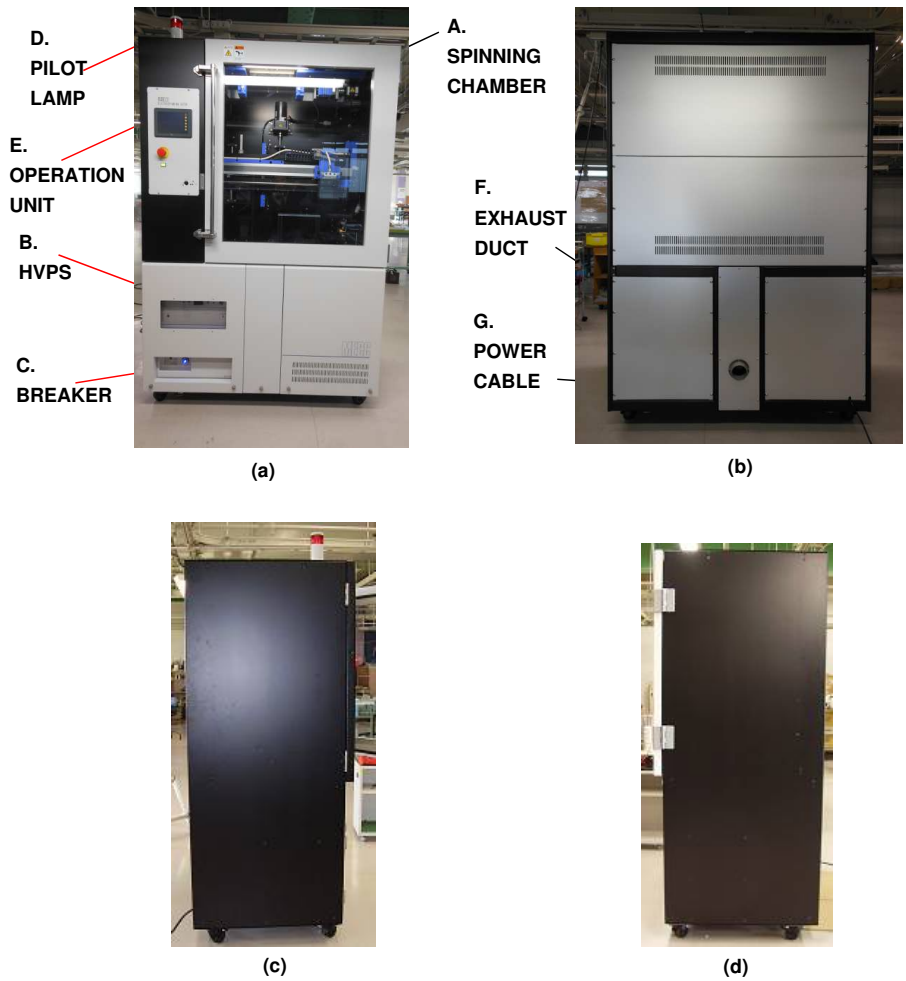 D.
PILOT
LAMP
E.
OPERATION
UNIT
B.
HVPS
C.
BREAKER
A.
SPINNING
CHAMBER
(a)
F.
EXHAUST
DUCT
G.
POWER
CABLE
(b)
(c)
(d)